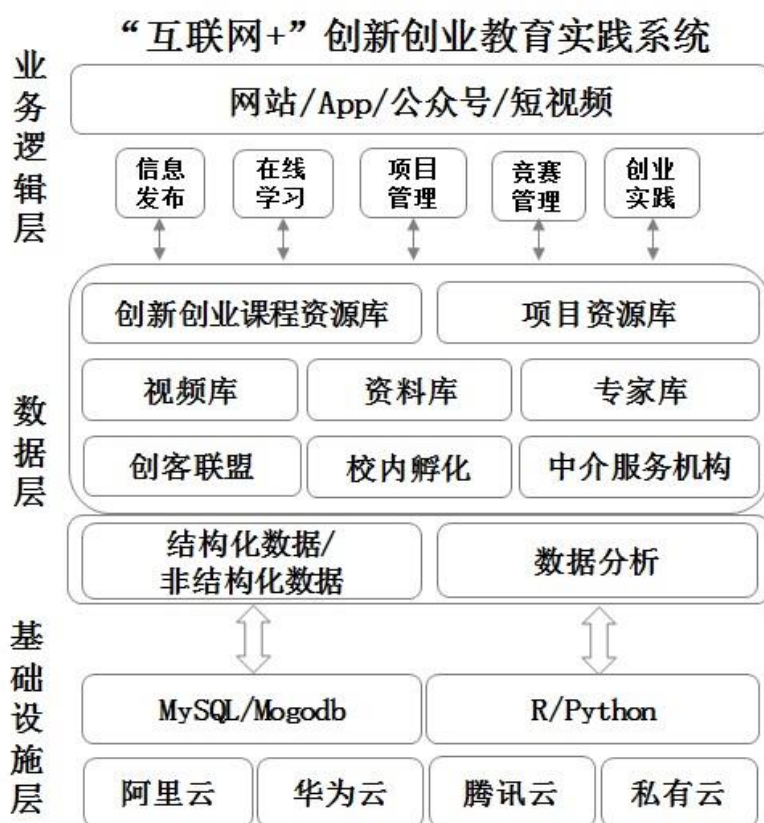 “互联网+”创新创业教育实践系统
业务逻辑层
网站/App/公众号/短视频
信息
发布
在线
学习
项目
管理
竞赛
管理
创业
实践
数据层
创新创业课程资源库
项目资源库
视频库
资料库
专家库
创客联盟
校内孵化
中介服务机构
结构化数据/
非结构化数据
数据分析
基础设施层
MySQL/Mogodb
R/Python
阿里云
华为云
腾讯云
私有云